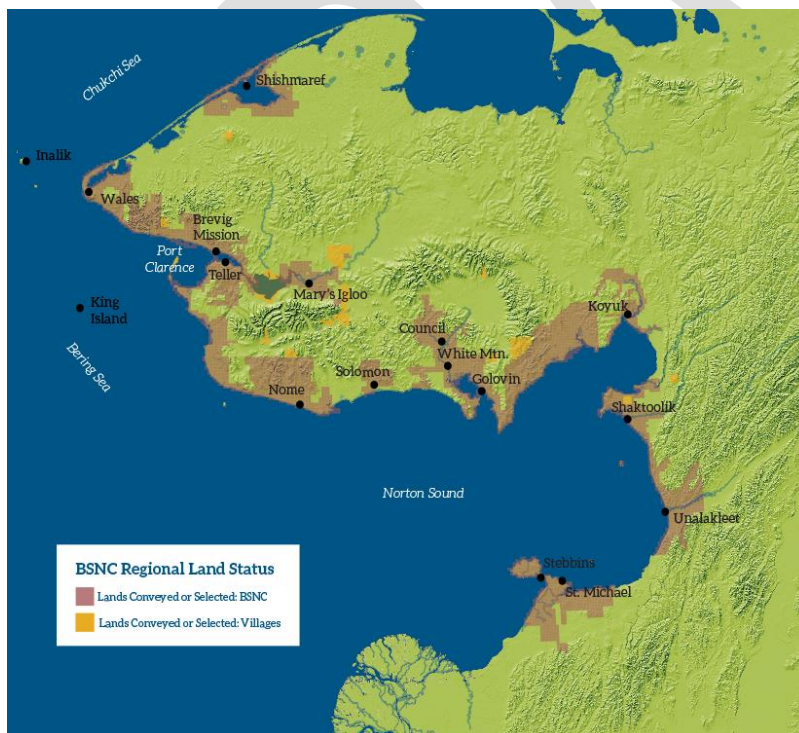 Chukchi Sea
Shishmaref
Inalik
Wales
Brevig
Mission
Port
Clarence
Teller
Mary's Igloo
King
Island
Bering Sea
Koyuk
Council
White Mtn.
Solomon
Golovin
Nome
Shaktoolik
Norton Sound
Unalakleet
Stebbins
St. Michael
BSNC Regional Land Status
Lands Conveyed or Selected: BSNC
Lands Conveyed or Selected: Villages